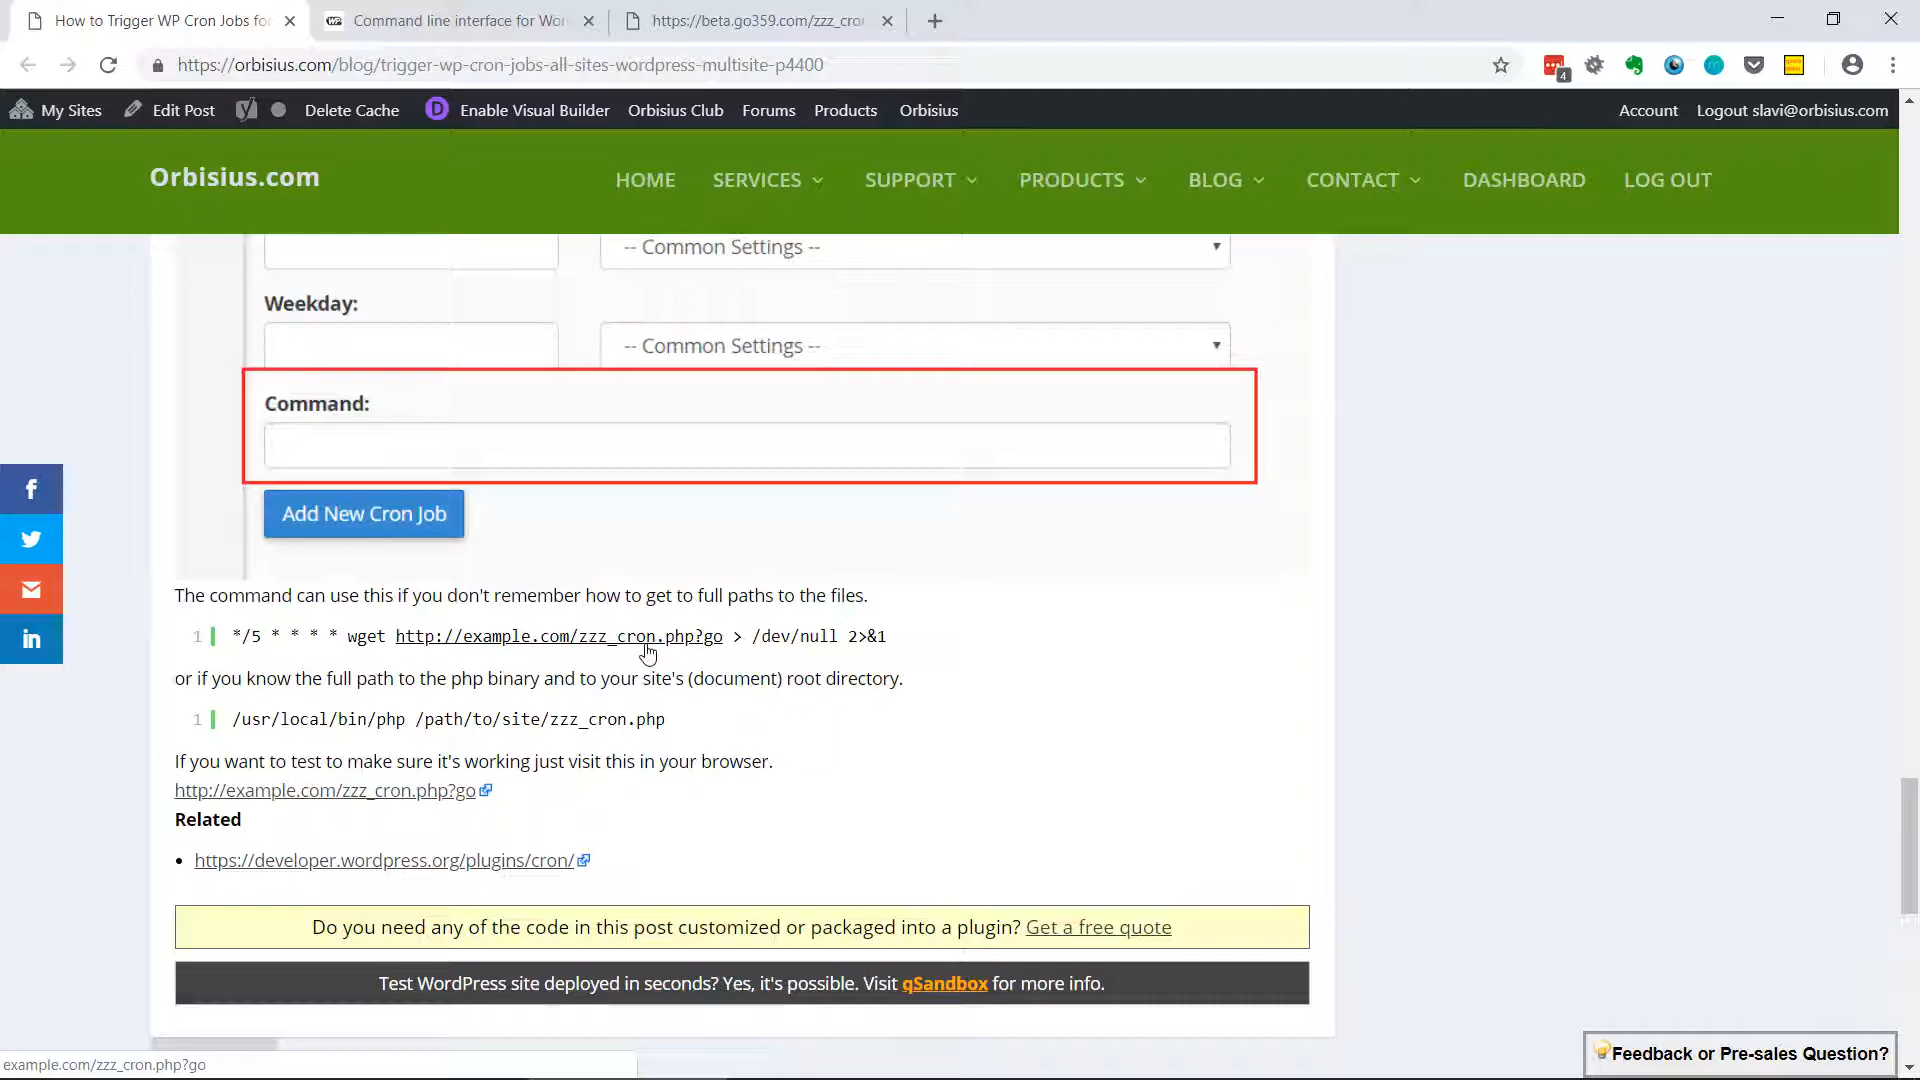 How to Trigger WP Cron Jobs for
Command line interface for Wor
https://beta.go359.com/zzz_cro
https://orbisius.com/blog/trigger-wp-cron-jobs-all-sites-wordpress-multisite-p4400
4
My Sites Edit Post Delete Cache D Enable Visual Builder Orbisius Club Forums Products Orbisius Account Logout slavi@orbisius.com
Orbisius.com HOME SERVICES SUPPORT PRODUCTS BLOG CONTACT DASHBOARD LOG OUT
-- Common Settings --
Weekday:
-- Common Settings --
Command:
Add New Cron Job
The command can use this if you don't remember how to get to full paths to the files.
1 */5 * * * * wget http://example.com/zzz_cron.php?go > /dev/null 2>&1
or if you know the full path to the php binary and to your site's (document) root directory.
1 /usr/local/bin/php /path/to/site/zzz_cron.php
If you want to test to make sure it's working just visit this in your browser.
http://example.com/zzz_cron.php?go
Related
• https://developer.wordpress.org/plugins/cron/
Do you need any of the code in this post customized or packaged into a plugin? Get a free quote
Test WordPress site deployed in seconds? Yes, it's possible. Visit qSandbox for more info.
Feedback or Pre-sales Question?
example.com/zzz_cron.php?go